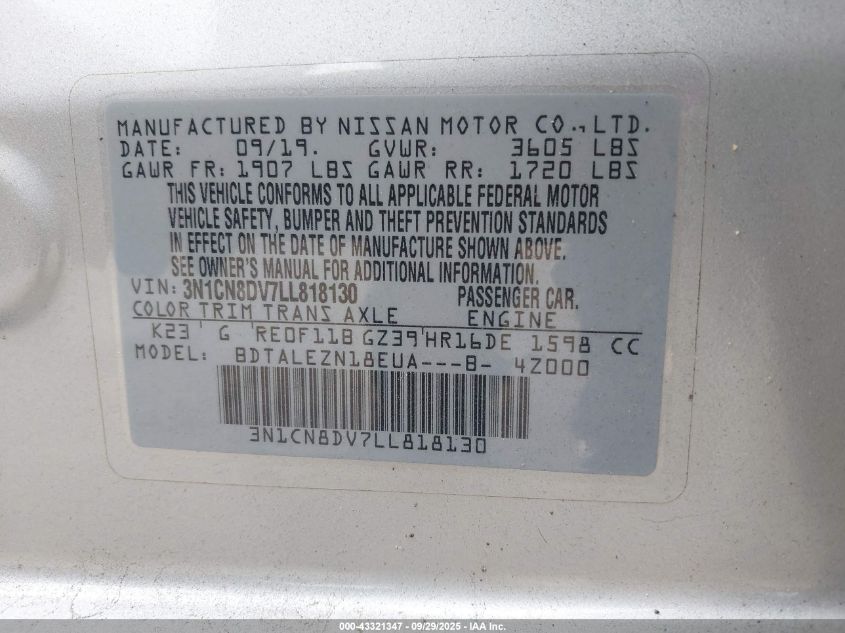 MANUFACTURED BY NISSAN MOTOR CO., LTD.
DATE: 09/19. GVWR: 3605 LBS
GAWR FR: 1907 LBS GAWR RR: 1720 LBS
THIS VEHICLE CONFORMS TO ALL APPLICABLE FEDERAL MOTOR
VEHICLE SAFETY, BUMPER AND THEFT PREVENTION STANDARDS
IN EFFECT ON THE DATE OF MANUFACTURE SHOWN ABOVE.
SEE OWNER'S MANUAL FOR ADDITIONAL INFORMATION.
VIN: 3N1CN8DV7LL818130 PASSENGER CAR.
COLOR TRIM TRANS AXLE ENGINE
K23 G RE0F11B GZ39 HR16DE 1598 CC
MODEL: BDTALEZN18EUA---B- 4Z000
3N1CN8DV7LL818130
000-43321347 - 09/29/2025 - IAA, Inc.